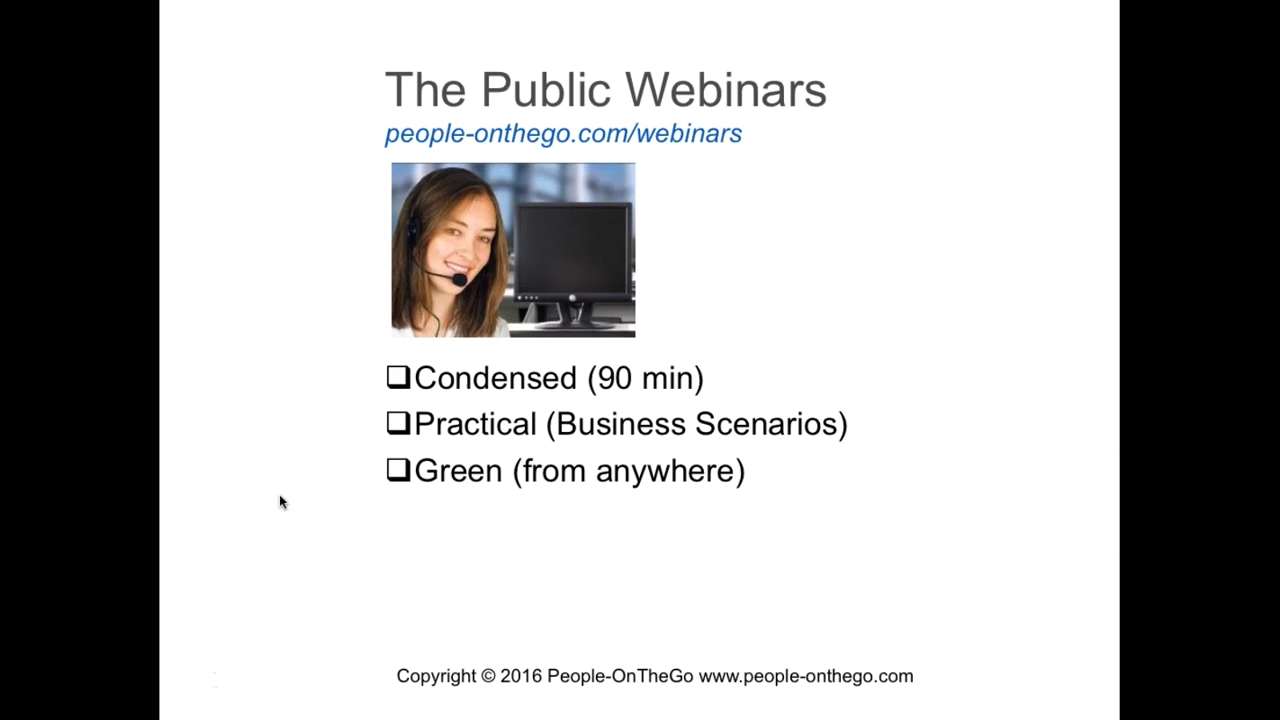 The Public Webinars
people-onthego.com/webinars
❑Condensed (90 min)
❑Practical (Business Scenarios)
❑Green (from anywhere)
Copyright © 2016 People-OnTheGo www.people-onthego.com